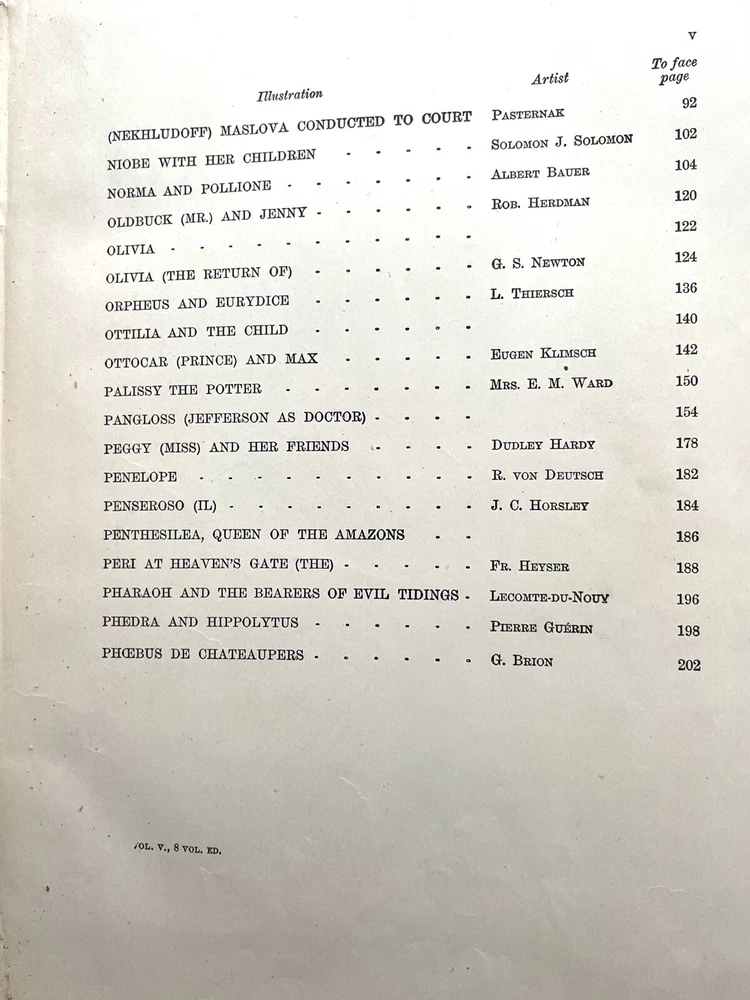 v
Illustration Artist To face page
(NEKHLUDOFF) MASLOVA CONDUCTED TO COURT PASTERNAK 92
NIOBE WITH HER CHILDREN - - - - - SOLOMON J. SOLOMON 102
NORMA AND POLLIONE - - - - - - - ALBERT BAUER 104
OLDBUCK (MR.) AND JENNY - - - - - - ROB. HERDMAN 120
OLIVIA - - - - - - - - - - - 122
OLIVIA (THE RETURN OF) - - - - - - G. S. NEWTON 124
ORPHEUS AND EURYDICE - - - - - - L. THIERSCH 136
OTTILIA AND THE CHILD - - - - - - 140
OTTOCAR (PRINCE) AND MAX - - - - - EUGEN KLIMSCH 142
PALISSY THE POTTER - - - - - - - MRS. E. M. WARD 150
PANGLOSS (JEFFERSON AS DOCTOR) - - - - 154
PEGGY (MISS) AND HER FRIENDS - - - - DUDLEY HARDY 178
PENELOPE - - - - - - - - - - R. VON DEUTSCH 182
PENSEROSO (IL) - - - - - - - - - J. C. HORSLEY 184
PENTHESILEA, QUEEN OF THE AMAZONS - - 186
PERI AT HEAVEN'S GATE (THE) - - - - - FR. HEYSER 188
PHARAOH AND THE BEARERS OF EVIL TIDINGS - LECOMTE-DU-NOUY 196
PHEDRA AND HIPPOLYTUS - - - - - - PIERRE GUÉRIN 198
PHŒBUS DE CHATEAUPERS - - - - - - G. BRION 202
VOL. V., 8 VOL. ED.